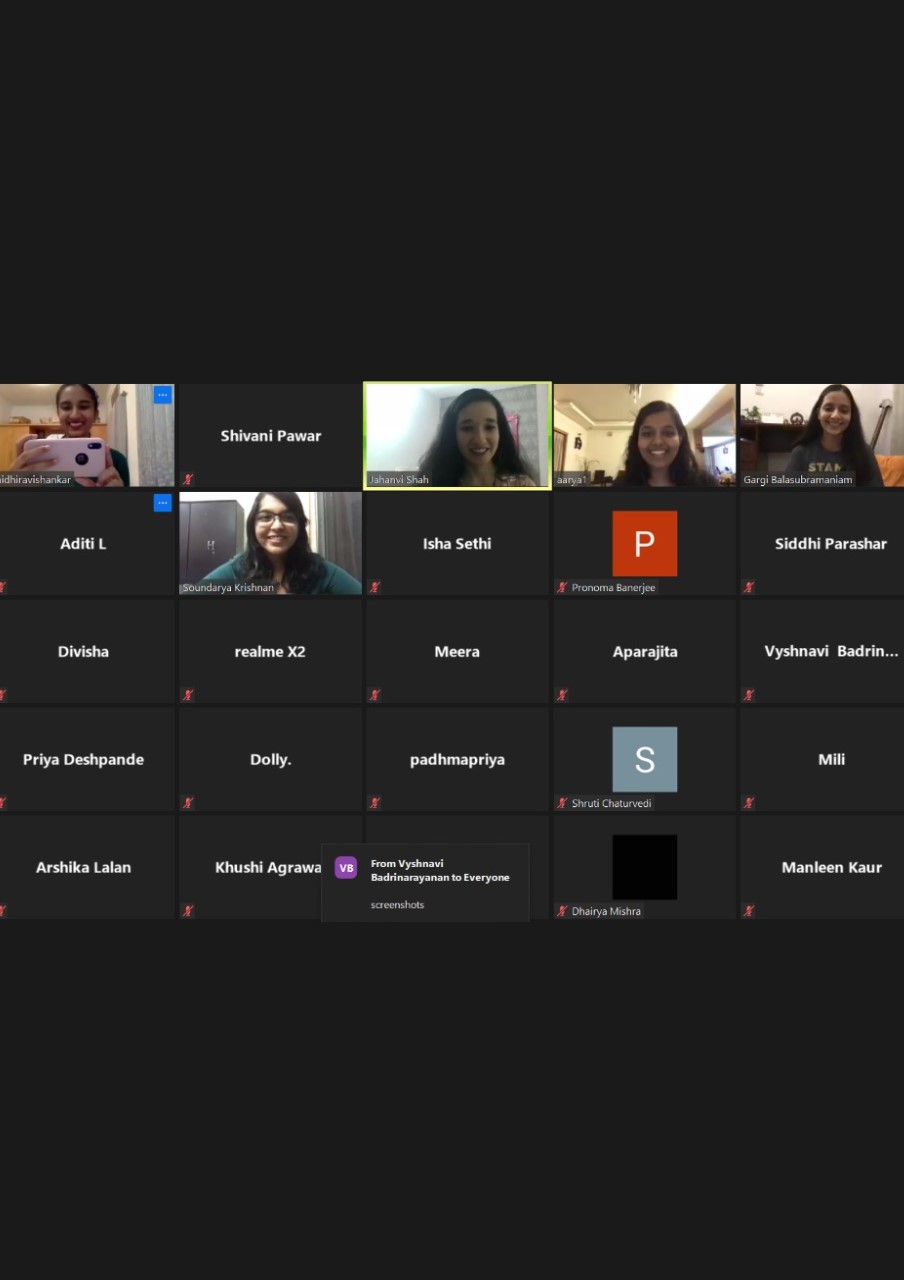 idhiravishankar
Shivani Pawar
Jahanvi Shah
aarya1
STAN
Gargi Balasubramaniam
Aditi L
Soundarya Krishnan
Isha Sethi
P
Pronoma Banerjee
Siddhi Parashar
Divisha
realme X2
Meera
Aparajita
Vyshnavi Badrin...
Priya Deshpande
Dolly.
padhmapriya
S
Shruti Chaturvedi
Mili
Arshika Lalan
Khushi Agrawa
VB
From Vyshnavi
Badrinarayanan to Everyone
screenshots
Dhairya Mishra
Manleen Kaur